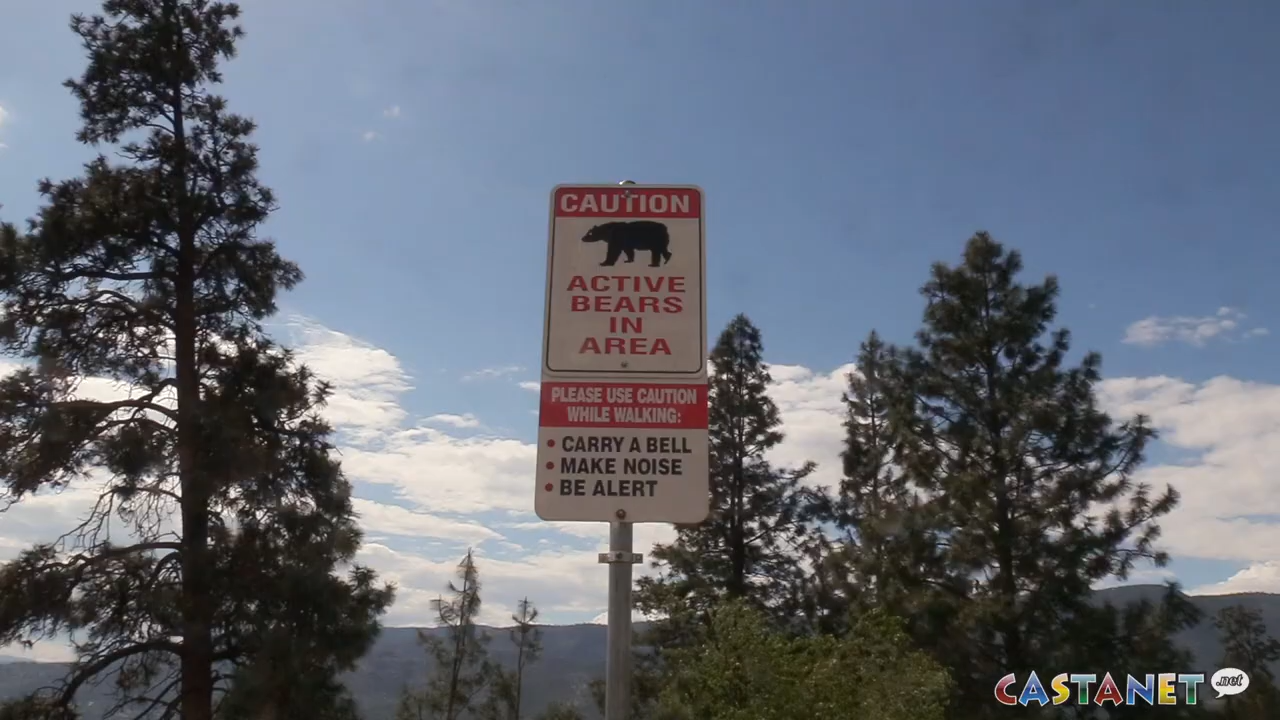 CAUTION
ACTIVE
BEARS
IN
AREA
PLEASE USE CAUTION
WHILE WALKING:
• CARRY A BELL
• MAKE NOISE
• BE ALERT
CASTANET .net